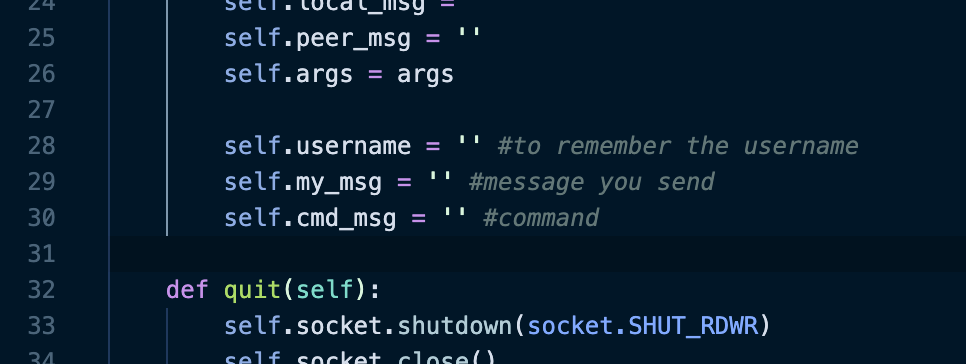 24 self.local_msg =
25 self.peer_msg = ''
26 self.args = args
27
28 self.username = '' #to remember the username
29 self.my_msg = '' #message you send
30 self.cmd_msg = '' #command
31
32 def quit(self):
33 self.socket.shutdown(socket.SHUT_RDWR)
34 self.socket.close()